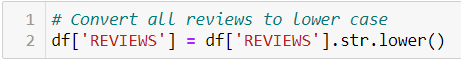 1 # Convert all reviews to lower case
2 df['REVIEWS'] = df['REVIEWS'].str.lower()